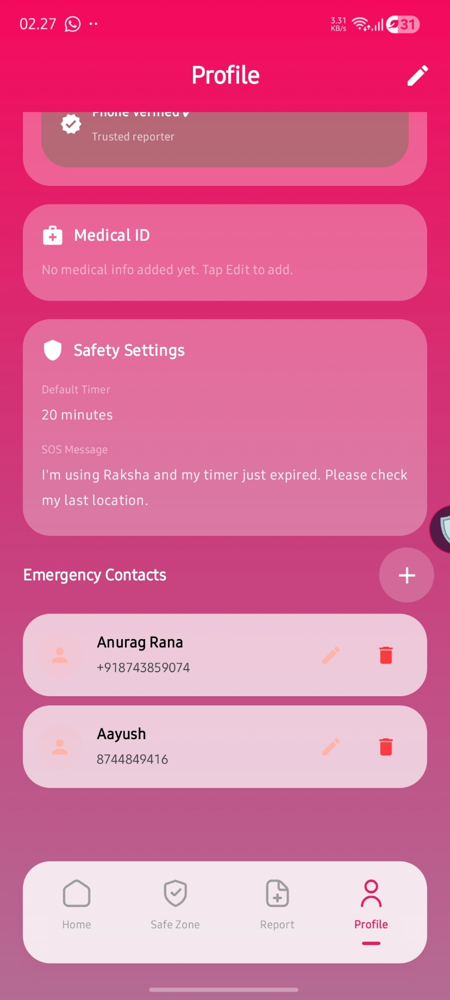 02.27
3.31
KB/s
31
Profile
Phone Verified ✓
Trusted reporter
Medical ID
No medical info added yet. Tap Edit to add.
Safety Settings
Default Timer
20 minutes
SOS Message
I'm using Raksha and my timer just expired. Please check
my last location.
Emergency Contacts
Anurag Rana
+918743859074
Aayush
8744849416
Home
Safe Zone
Report
Profile